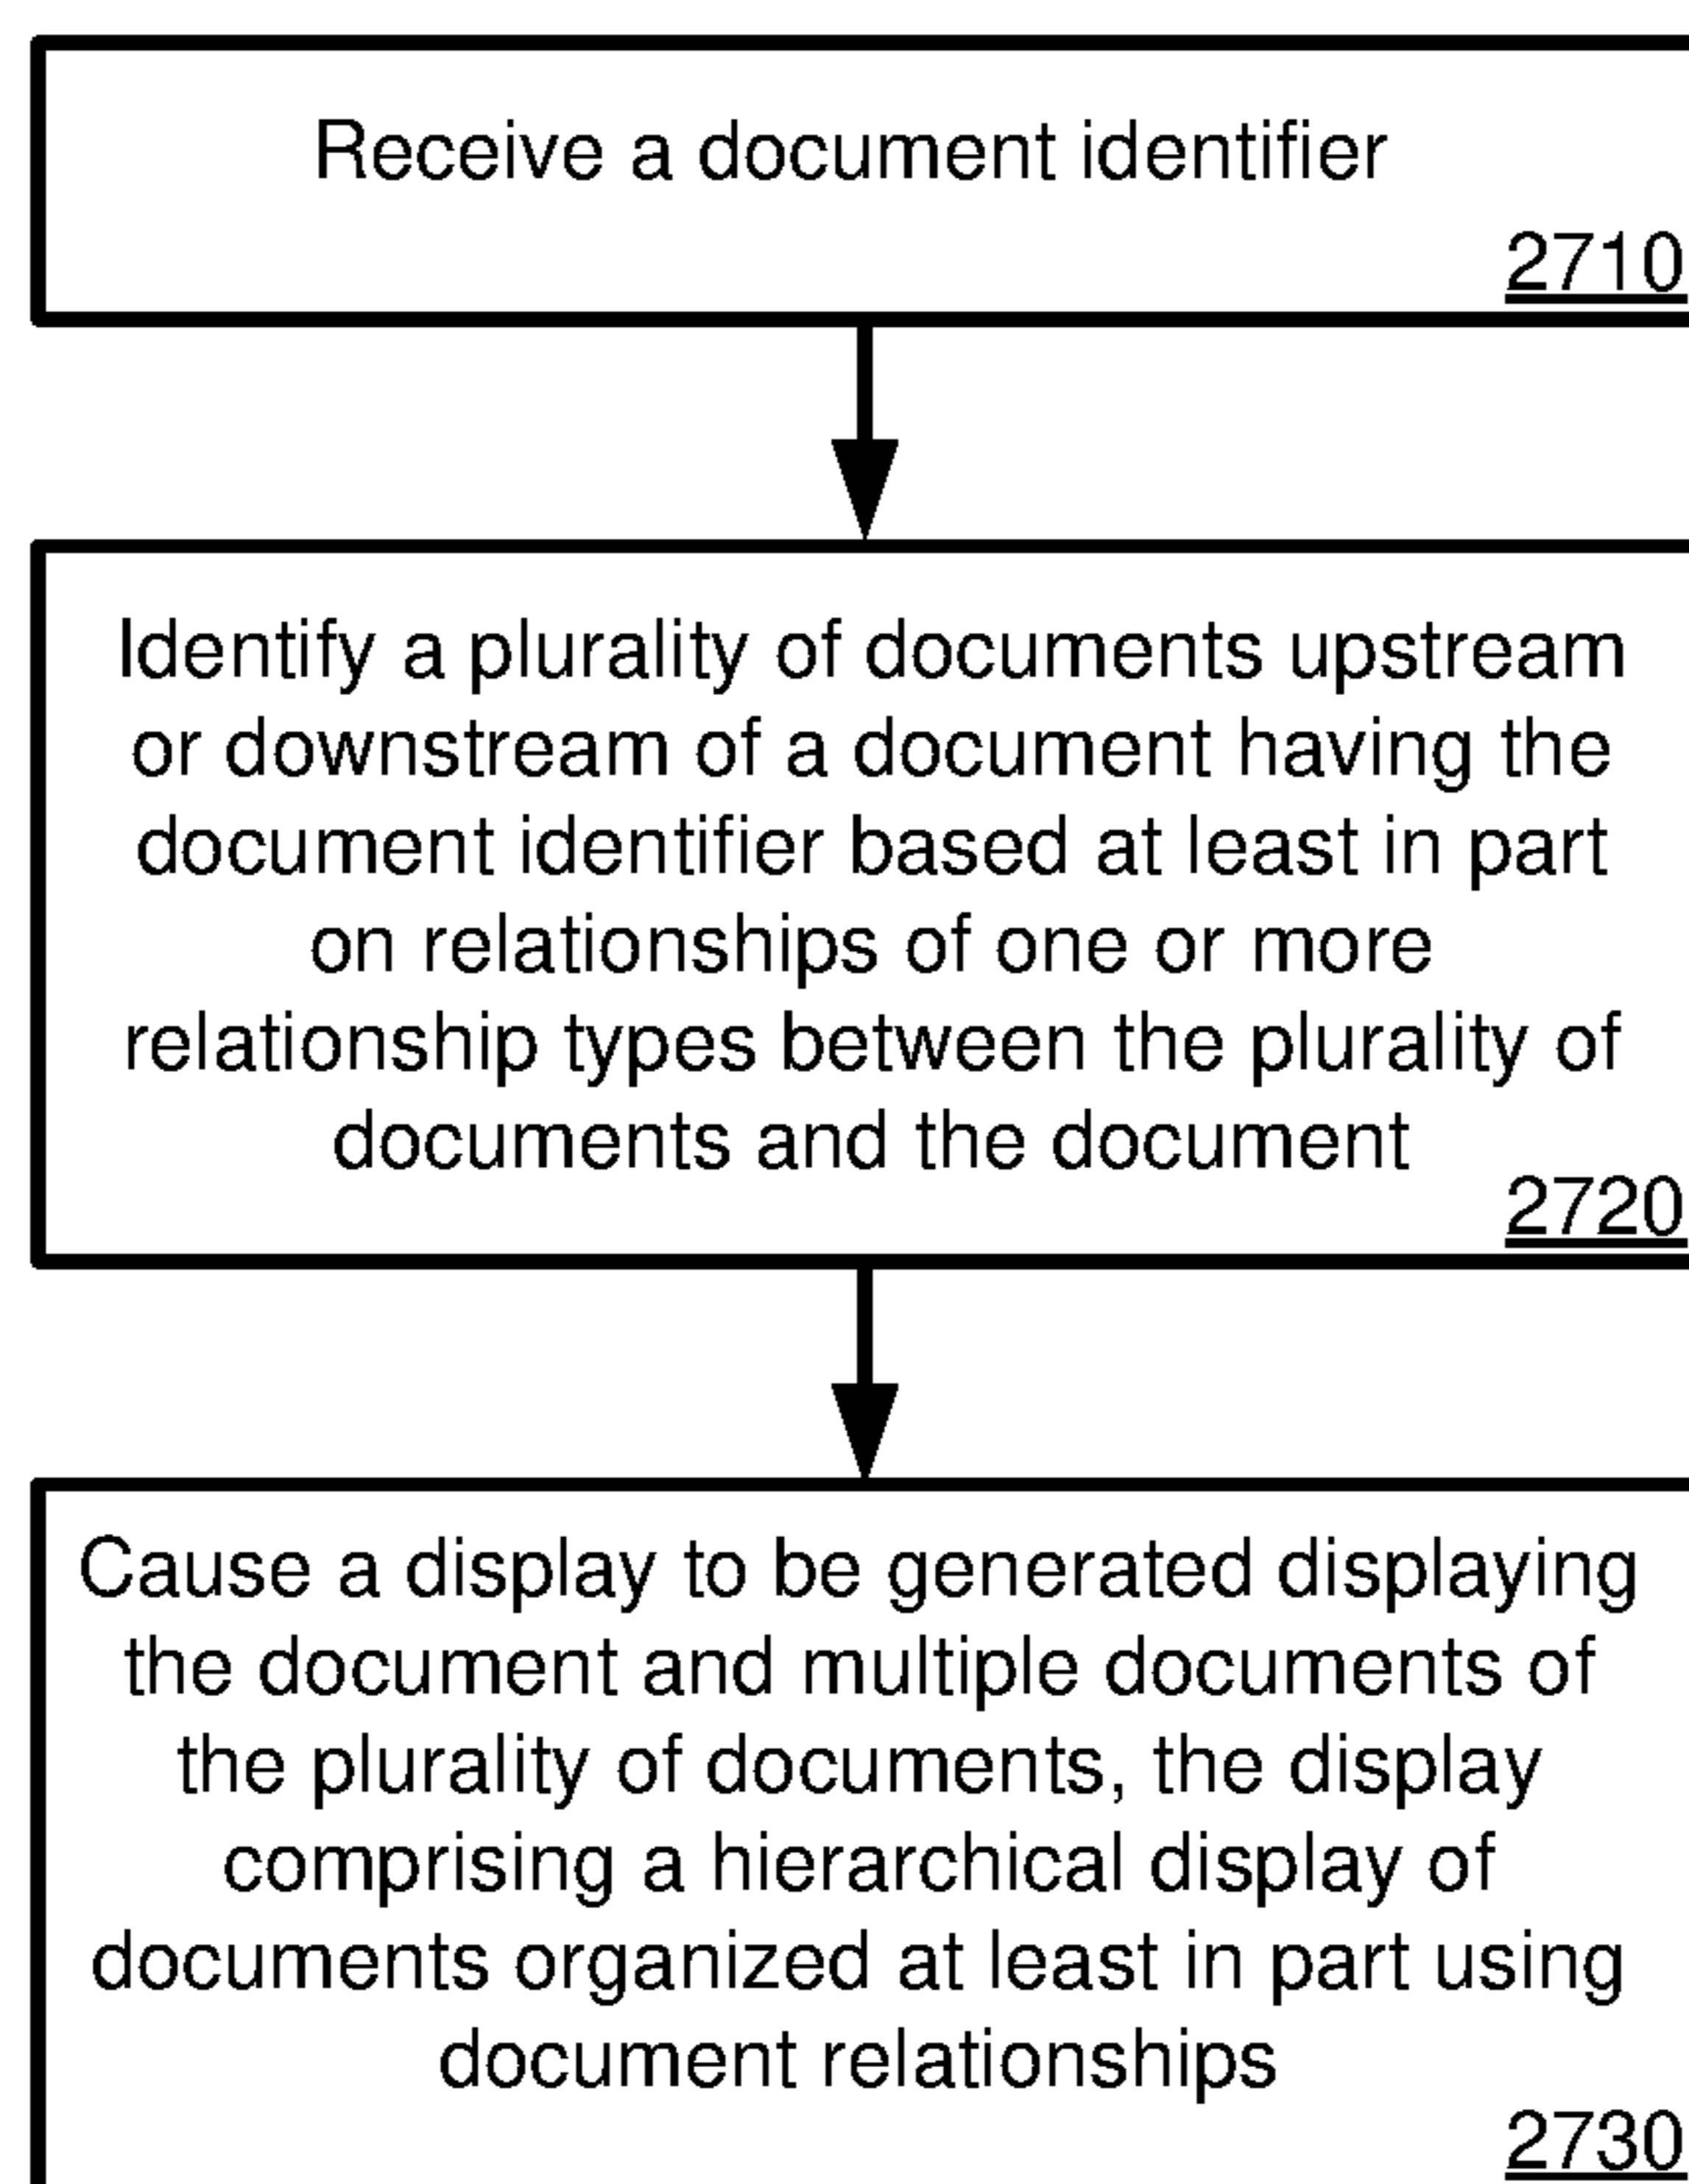 Receive a document identifier
2710
Identify a plurality of documents upstream
or downstream of a document having the
document identifier based at least in part
on relationships of one or more
relationship types between the plurality of
documents and the document
2720
Cause a display to be generated displaying
the document and multiple documents of
the plurality of documents, the display
comprising a hierarchical display of
documents organized at least in part using
document relationships
2730